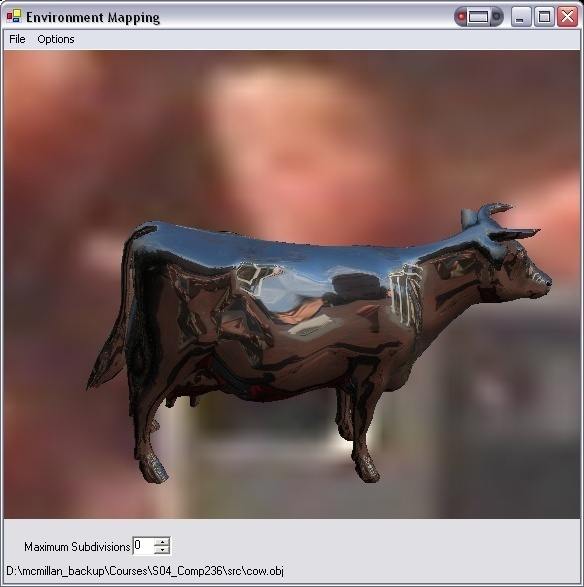 Environment Mapping
File Options
Maximum Subdivisions 0
D:\mcmillan_backup\Courses\S04_Comp236\src\cow.obj